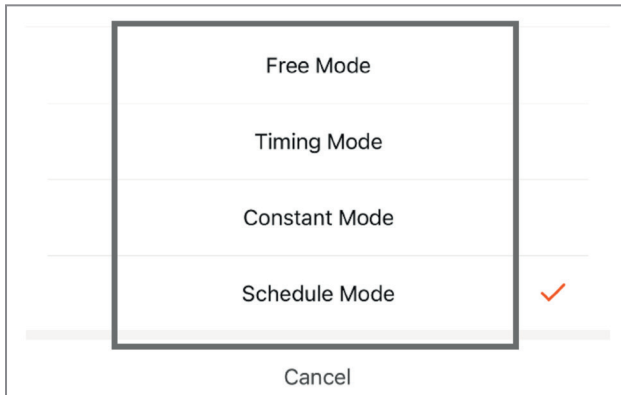 Free Mode
Timing Mode
Constant Mode
Schedule Mode
Cancel